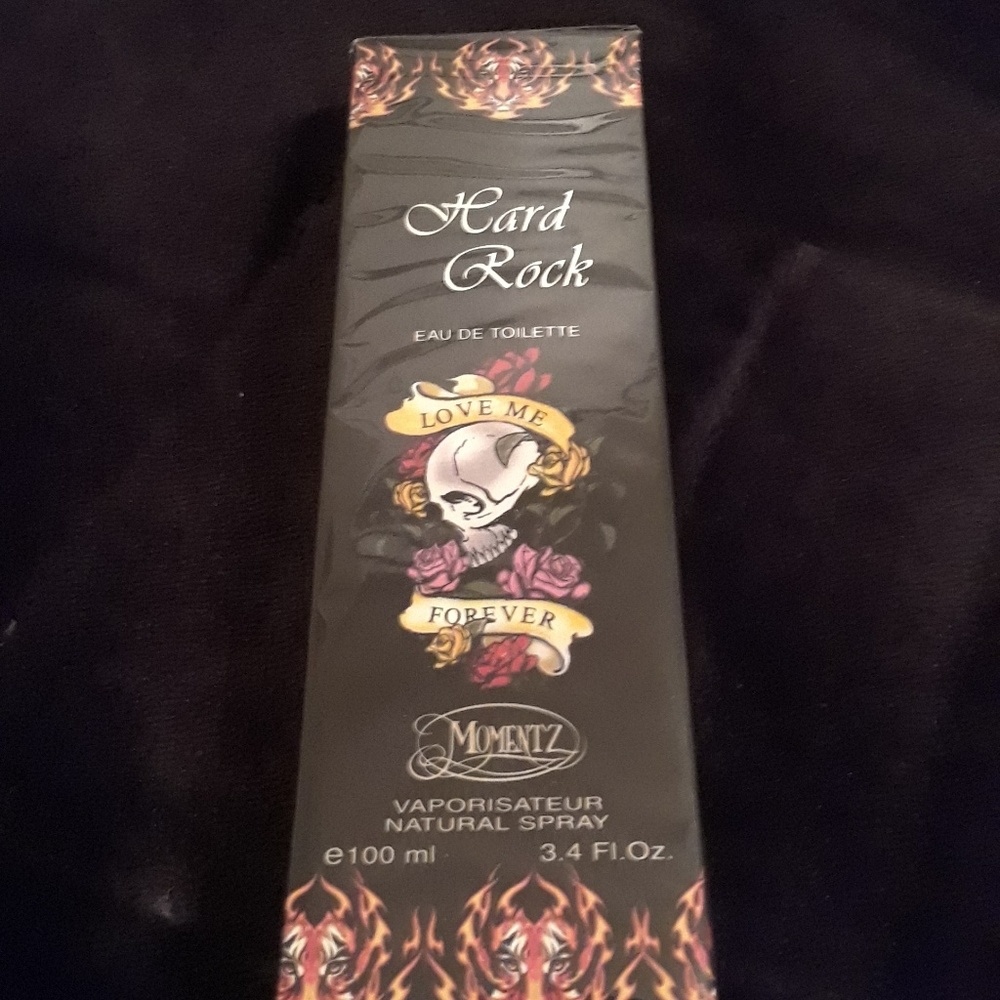 Hard
Rock
EAU DE TOILETTE
LOVE ME
FOREVER
MOMENTZ
VAPORISATEUR
NATURAL SPRAY
e100 ml 3.4 Fl.Oz.